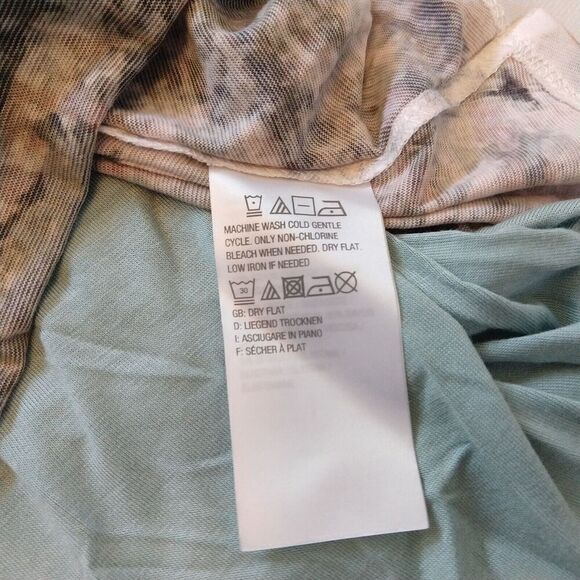 MACHINE WASH COLD GENTLE
CYCLE. ONLY NON-CHLORINE
BLEACH WHEN NEEDED. DRY FLAT.
LOW IRON IF NEEDED
30
GB: DRY FLAT
D: LIEGEND TROCKNEN
I: ASCIUGARE IN PIANO
F: SÉCHER À PLAT